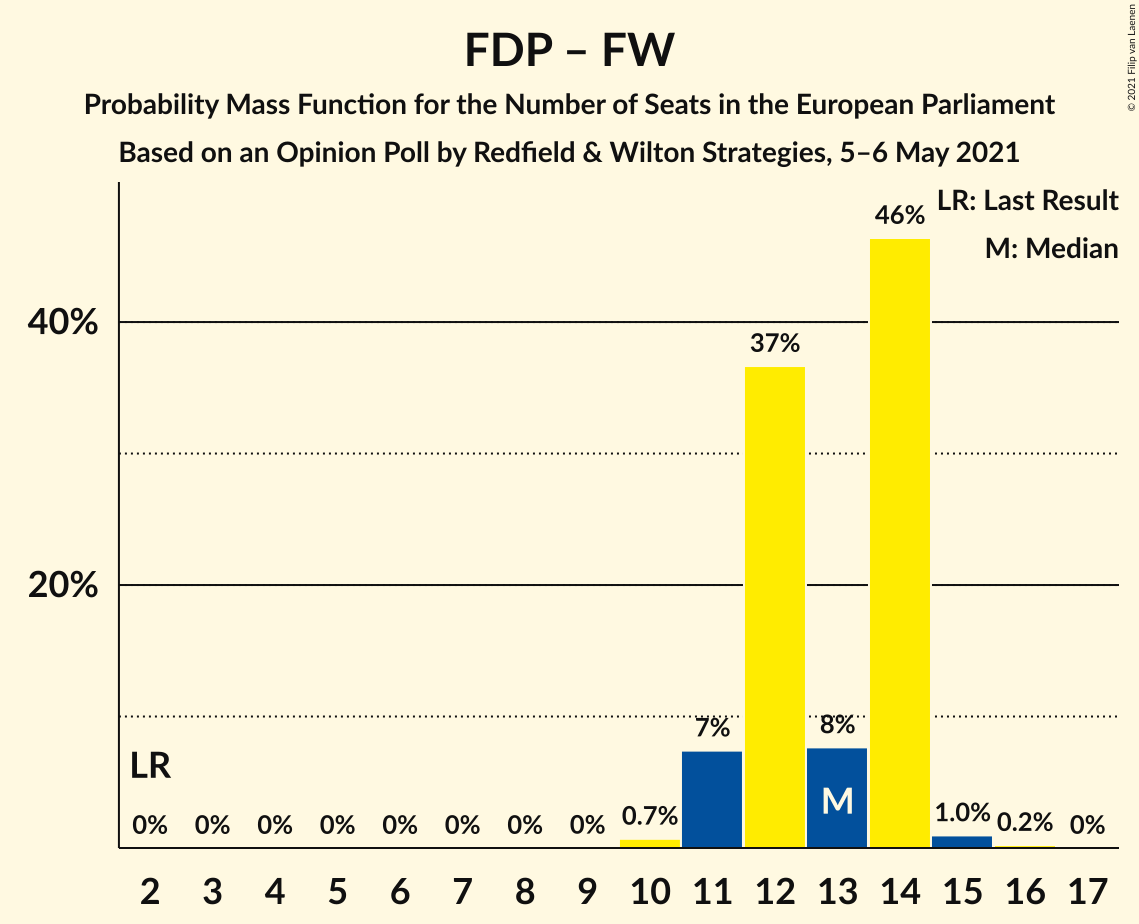 FDP – FW
Probability Mass Function for the Number of Seats in the European Parliament
Based on an Opinion Poll by Redfield & Wilton Strategies, 5–6 May 2021
© 2021 Filip van Laenen
LR: Last Result
M: Median
40%
20%
LR
0%
0%
0%
0%
0%
0%
0%
0%
0.7%
7%
37%
8%
M
46%
1.0%
0.2%
0%
2 3 4 5 6 7 8 9 10 11 12 13 14 15 16 17